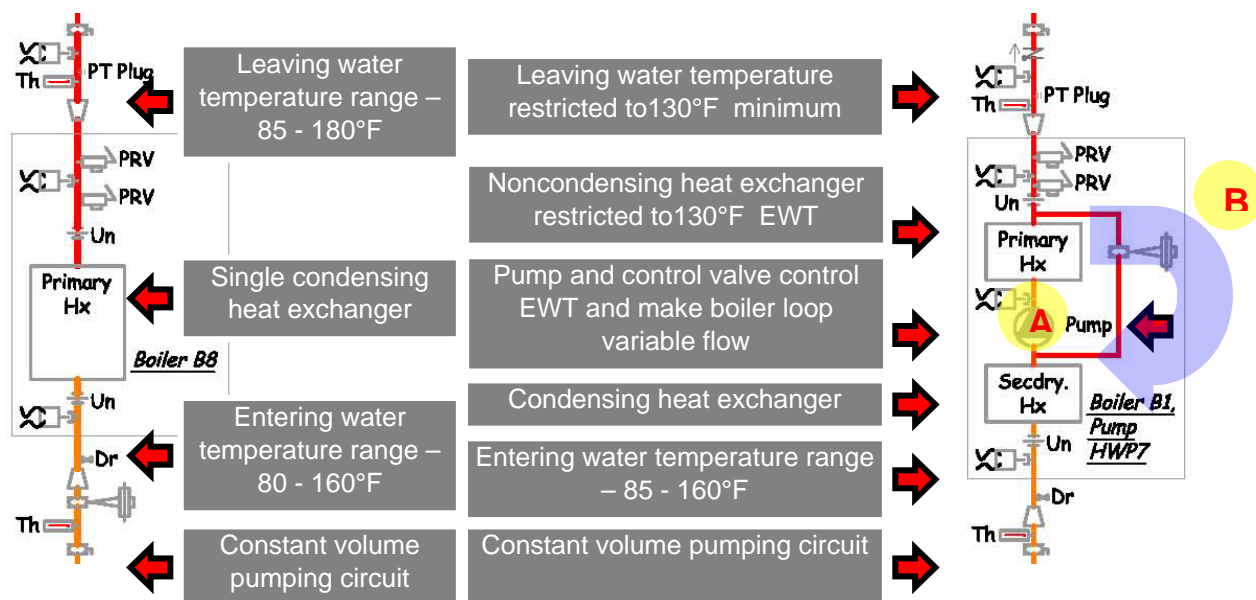 Th
PT Plug
PRV
PRV
Un
Primary
Hx
Boiler B8
Un
Dr
Th
Leaving water
temperature range –
85 - 180°F
Single condensing
heat exchanger
Entering water
temperature range –
80 - 160°F
Constant volume
pumping circuit
Leaving water temperature
restricted to130°F minimum
Noncondensing heat exchanger
restricted to130°F EWT
Pump and control valve control
EWT and make boiler loop
variable flow
Condensing heat exchanger
Entering water temperature range
– 85 - 160°F
Constant volume pumping circuit
PT Plug
Th
PRV
PRV
Un
B
Primary
Hx
A
Pump
Secdry.
Hx
Boiler B1,
Pump
HWP7
Un
Dr
Th